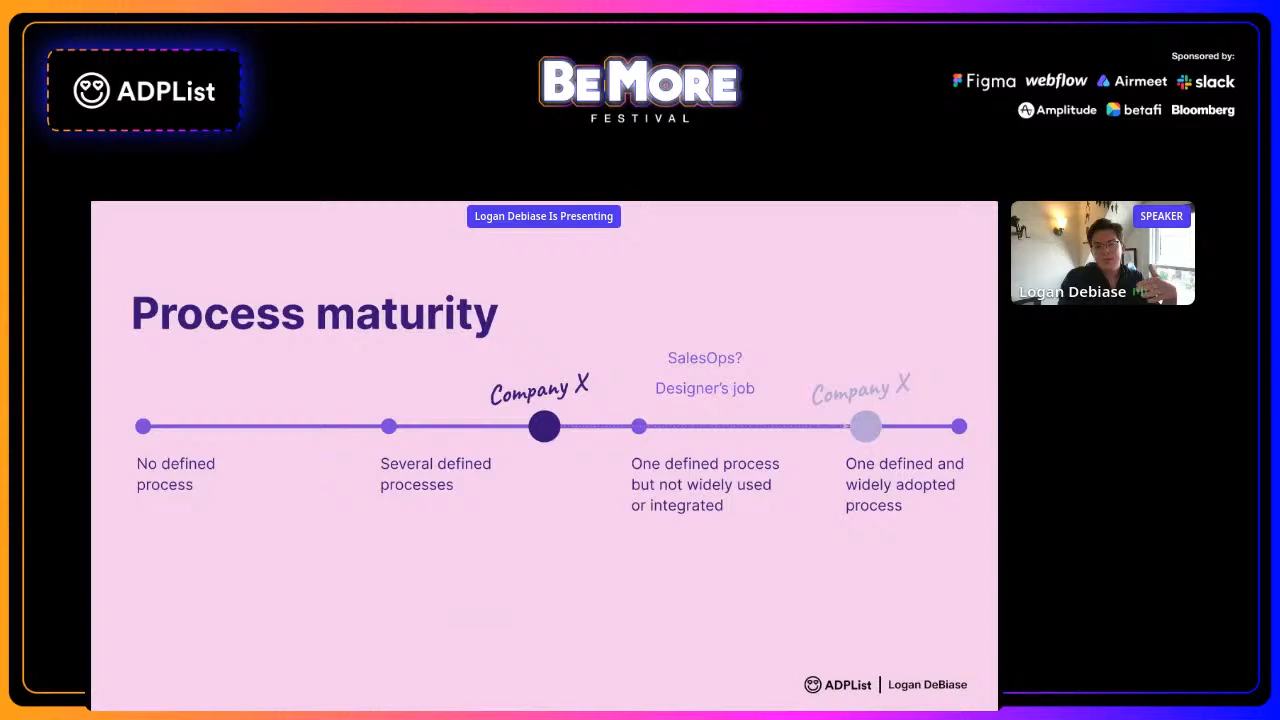 ADPList
BE MORE
FESTIVAL
Sponsored by:
Figma webflow Airmeet slack
Amplitude betafi Bloomberg
Logan Debiase Is Presenting
SPEAKER
Logan Debiase
Process maturity
SalesOps?
Designer's job
Company X
Company X
No defined
process
Several defined
processes
One defined process
but not widely used
or integrated
One defined and
widely adopted
process
ADPList | Logan DeBiase